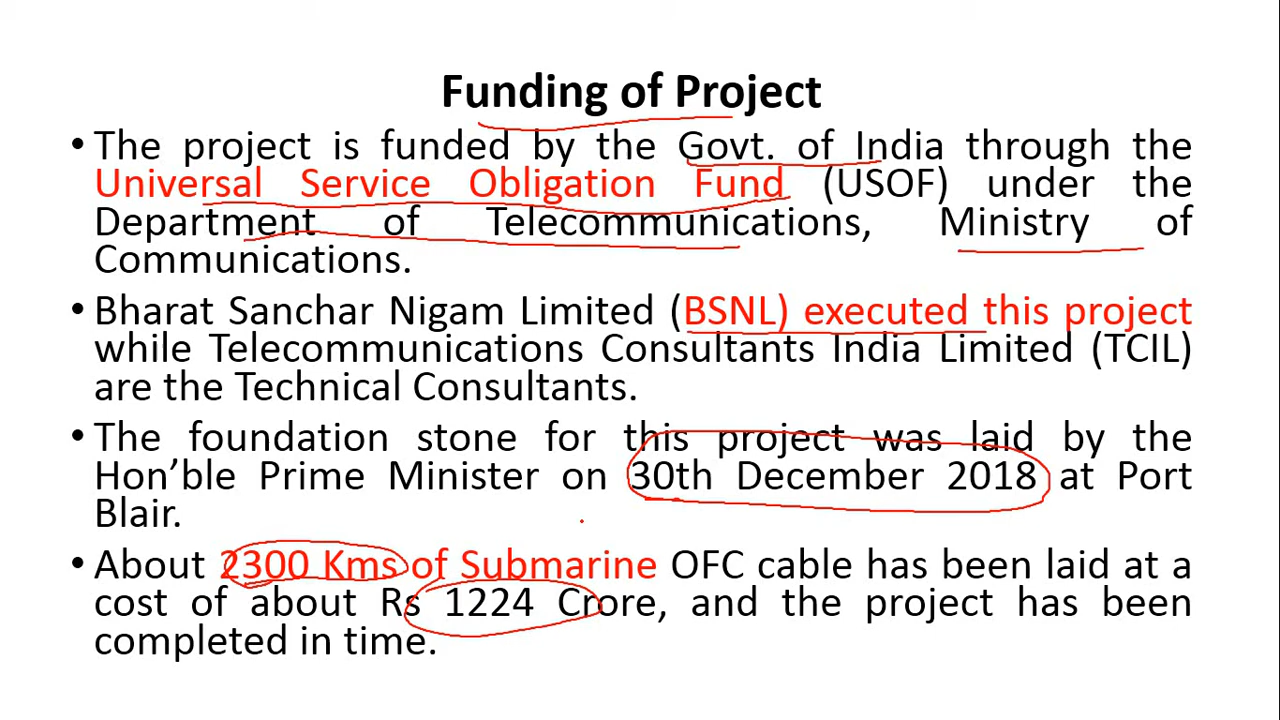 Funding of Project
• The project is funded by the Govt. of India through the
Universal Service Obligation Fund (USOF) under the
Department of Telecommunications, Ministry of
Communications.
• Bharat Sanchar Nigam Limited (BSNL) executed this project
while Telecommunications Consultants India Limited (TCIL)
are the Technical Consultants.
• The foundation stone for this project was laid by the
Hon’ble Prime Minister on 30th December 2018 at Port
Blair.
• About 2300 Kms of Submarine OFC cable has been laid at a
cost of about Rs 1224 Crore, and the project has been
completed in time.